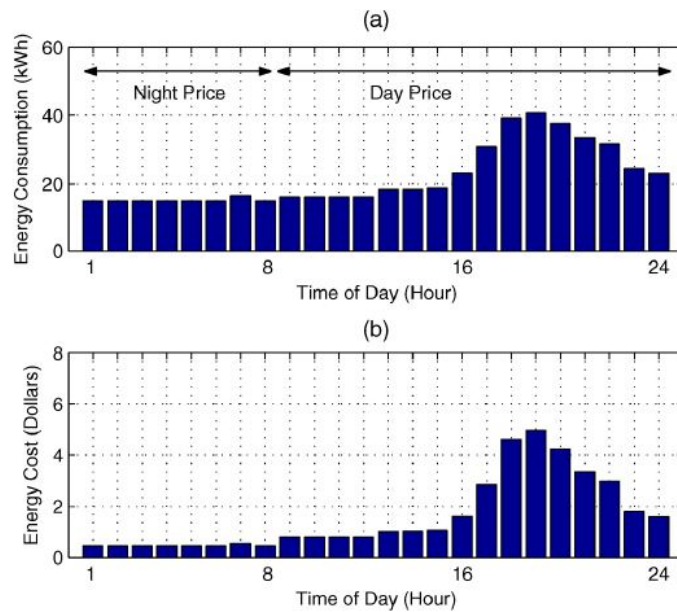 (a)
Energy Consumption (kWh)
60
40
20
0
Night Price
Day Price
1 8 16 24
Time of Day (Hour)
(b)
Energy Cost (Dollars)
8
6
4
2
0
1 8 16 24
Time of Day (Hour)